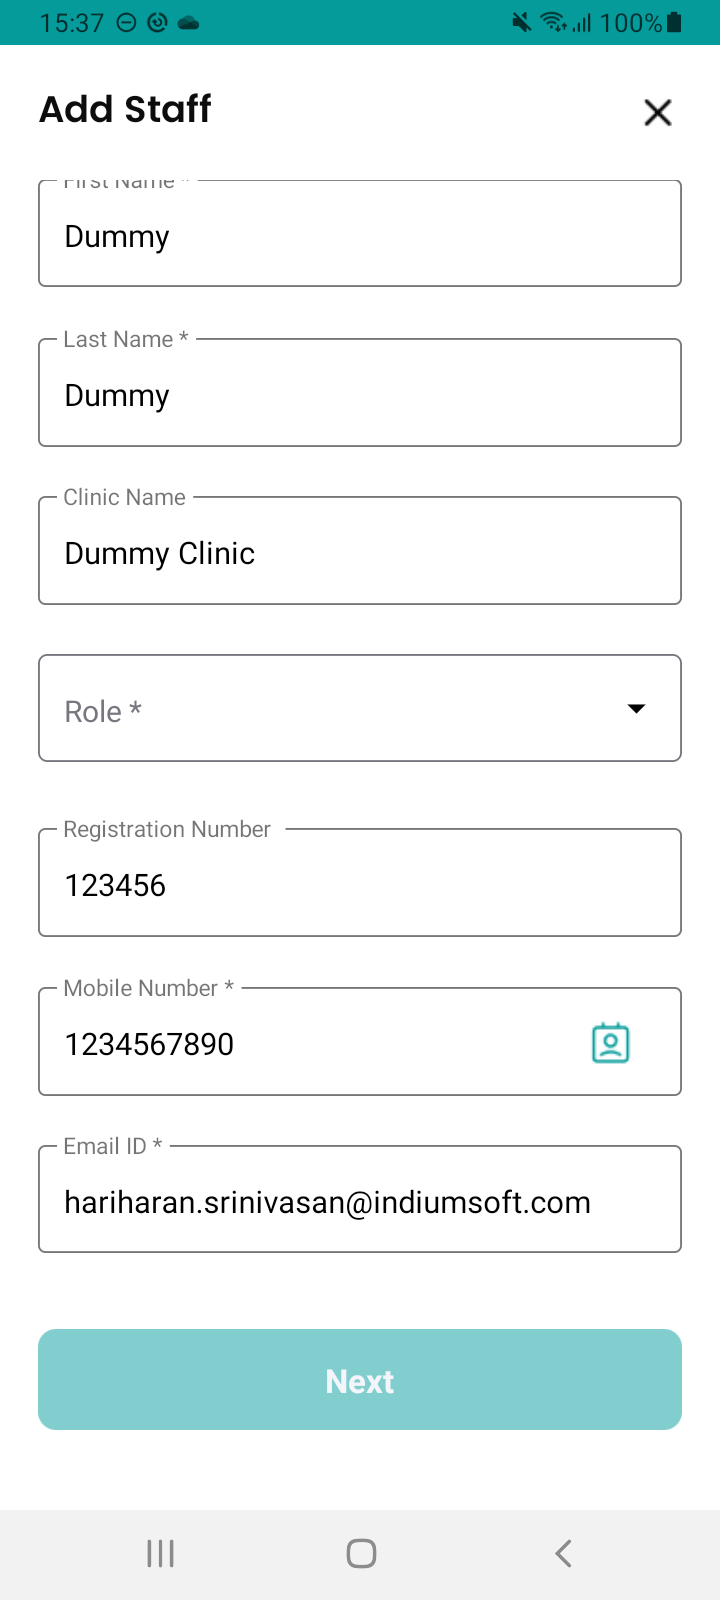 15:37 100%
Add Staff
First Name *
Dummy
Last Name *
Dummy
Clinic Name
Dummy Clinic
Role *
Registration Number
123456
Mobile Number *
1234567890
Email ID *
hariharan.srinivasan@indiumsoft.com
Next